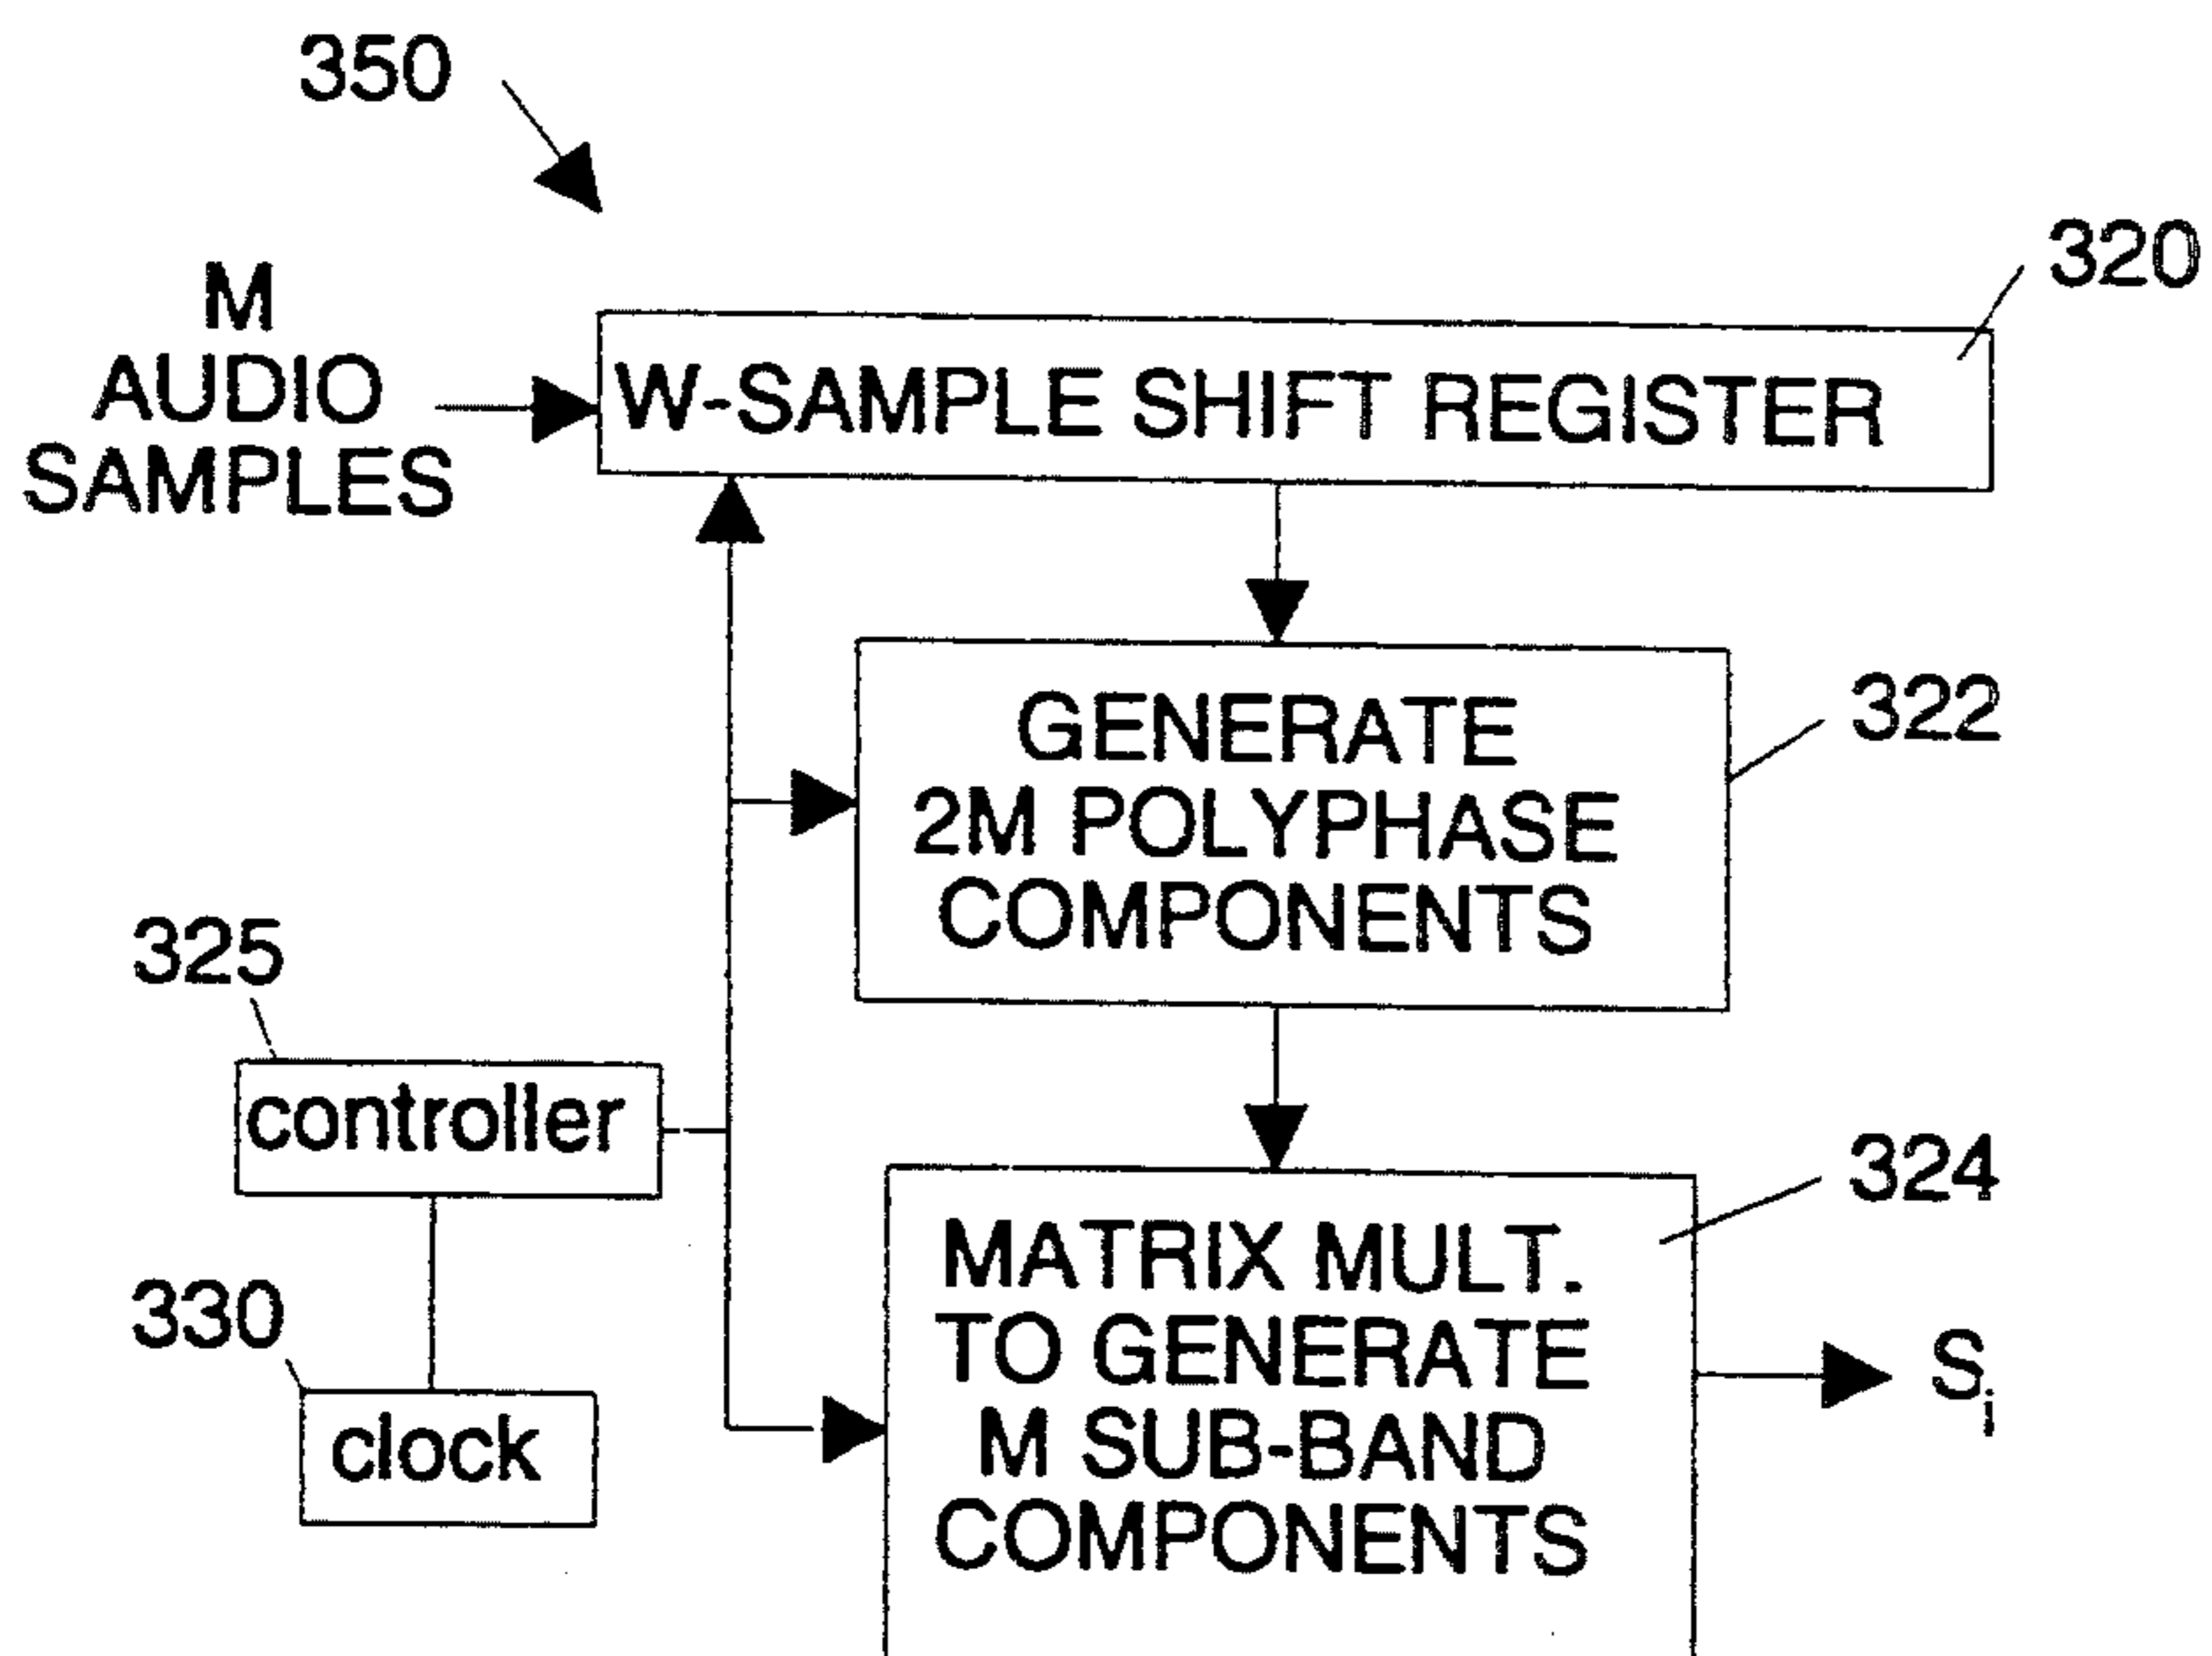 350
320
M
AUDIO
SAMPLES
W-SAMPLE SHIFT REGISTER
322
GENERATE
2M POLYPHASE
COMPONENTS
325
controller
324
330
clock
MATRIX MULT.
TO GENERATE
M SUB-BAND
COMPONENTS
Si